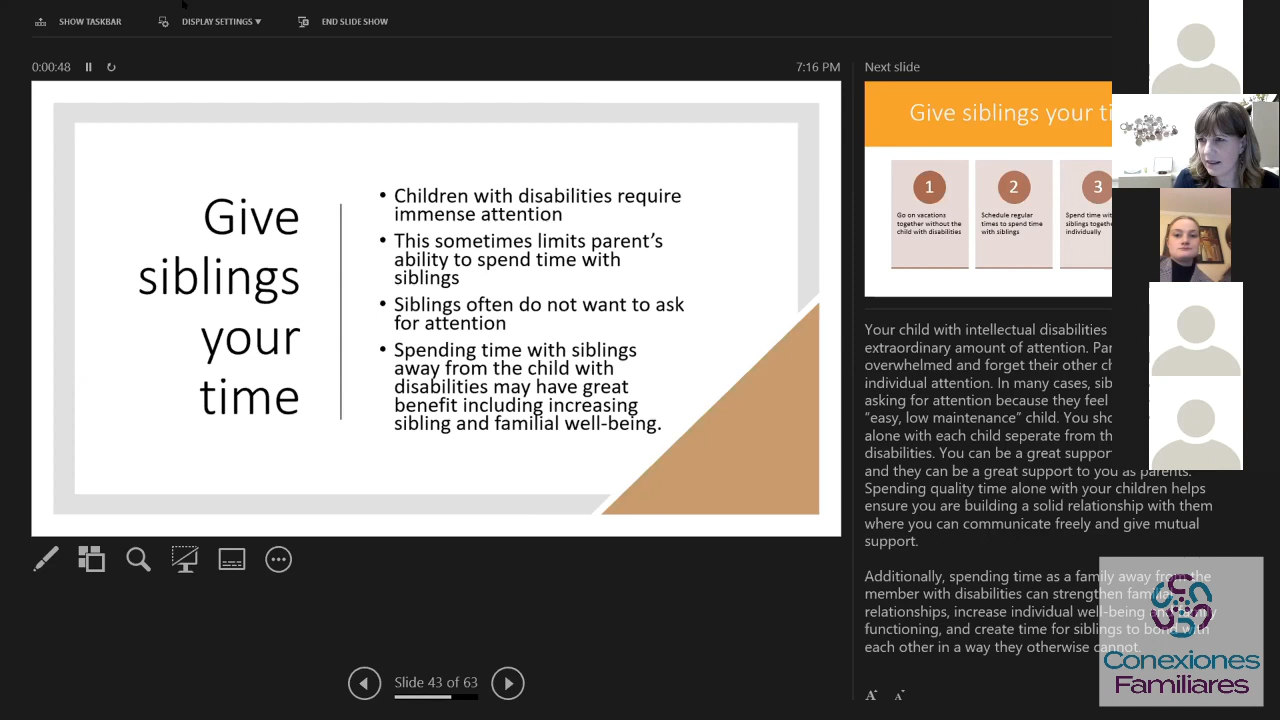 SHOW TASKBAR
DISPLAY SETTINGS ▼
END SLIDE SHOW
0:00:48
7:16 PM
Give
siblings
your
time
• Children with disabilities require
immense attention
• This sometimes limits parent's
ability to spend time with
siblings
• Siblings often do not want to ask
for attention
• Spending time with siblings
away from the child with
disabilities may have great
benefit including increasing
sibling and familial well-being.
Slide 43 of 63
Next slide
Give siblings your
1
Go on vacations
together without the
child with disabilities
2
Schedule regular
times to spend time
with siblings
3
Spend time with
siblings together
individually
Your child with intellectual disabilities
extraordinary amount of attention.
overwhelmed and forget their other
individual attention. In many cases,
asking for attention because they feel
"easy, low maintenance" child. You
alone with each child seperate from
disabilities. You can be a great support
and they can be a great support to you as parents.
Spending quality time alone with your children helps
ensure you are building a solid relationship with them
where you can communicate freely and give mutual
support.
Additionally, spending time as a family away from the
member with disabilities can strengthen
relationships, increase individual well-being
functioning, and create time for siblings to bond with
each other in a way they otherwise cannot.
A
A
Conexiones
Familiares